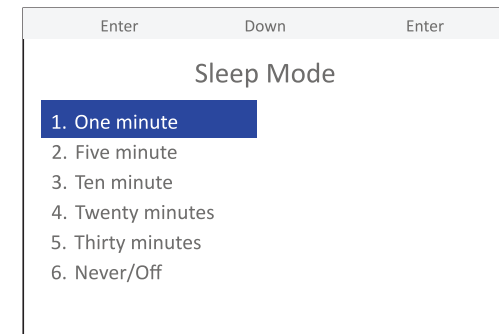 Enter Down Enter
Sleep Mode
1. One minute
2. Five minute
3. Ten minute
4. Twenty minutes
5. Thirty minutes
6. Never/Off